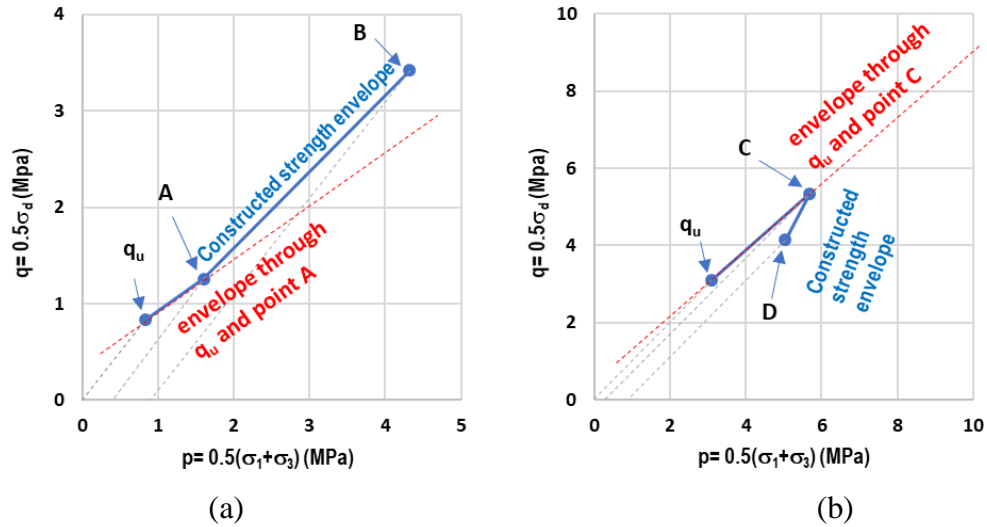 4
3
2
1
0
0
1
2
3
4
5
q= 0.5σd (Mpa)
p= 0.5(σ1+σ3) (MPa)
qu
A
B
Constructed strength envelope
envelope through
qu and point A
(a)
10
8
6
4
2
0
0
2
4
6
8
10
q= 0.5σd (Mpa)
p= 0.5(σ1+σ3) (MPa)
qu
C
D
envelope through
qu and point C
Constructed
strength
envelope
(b)